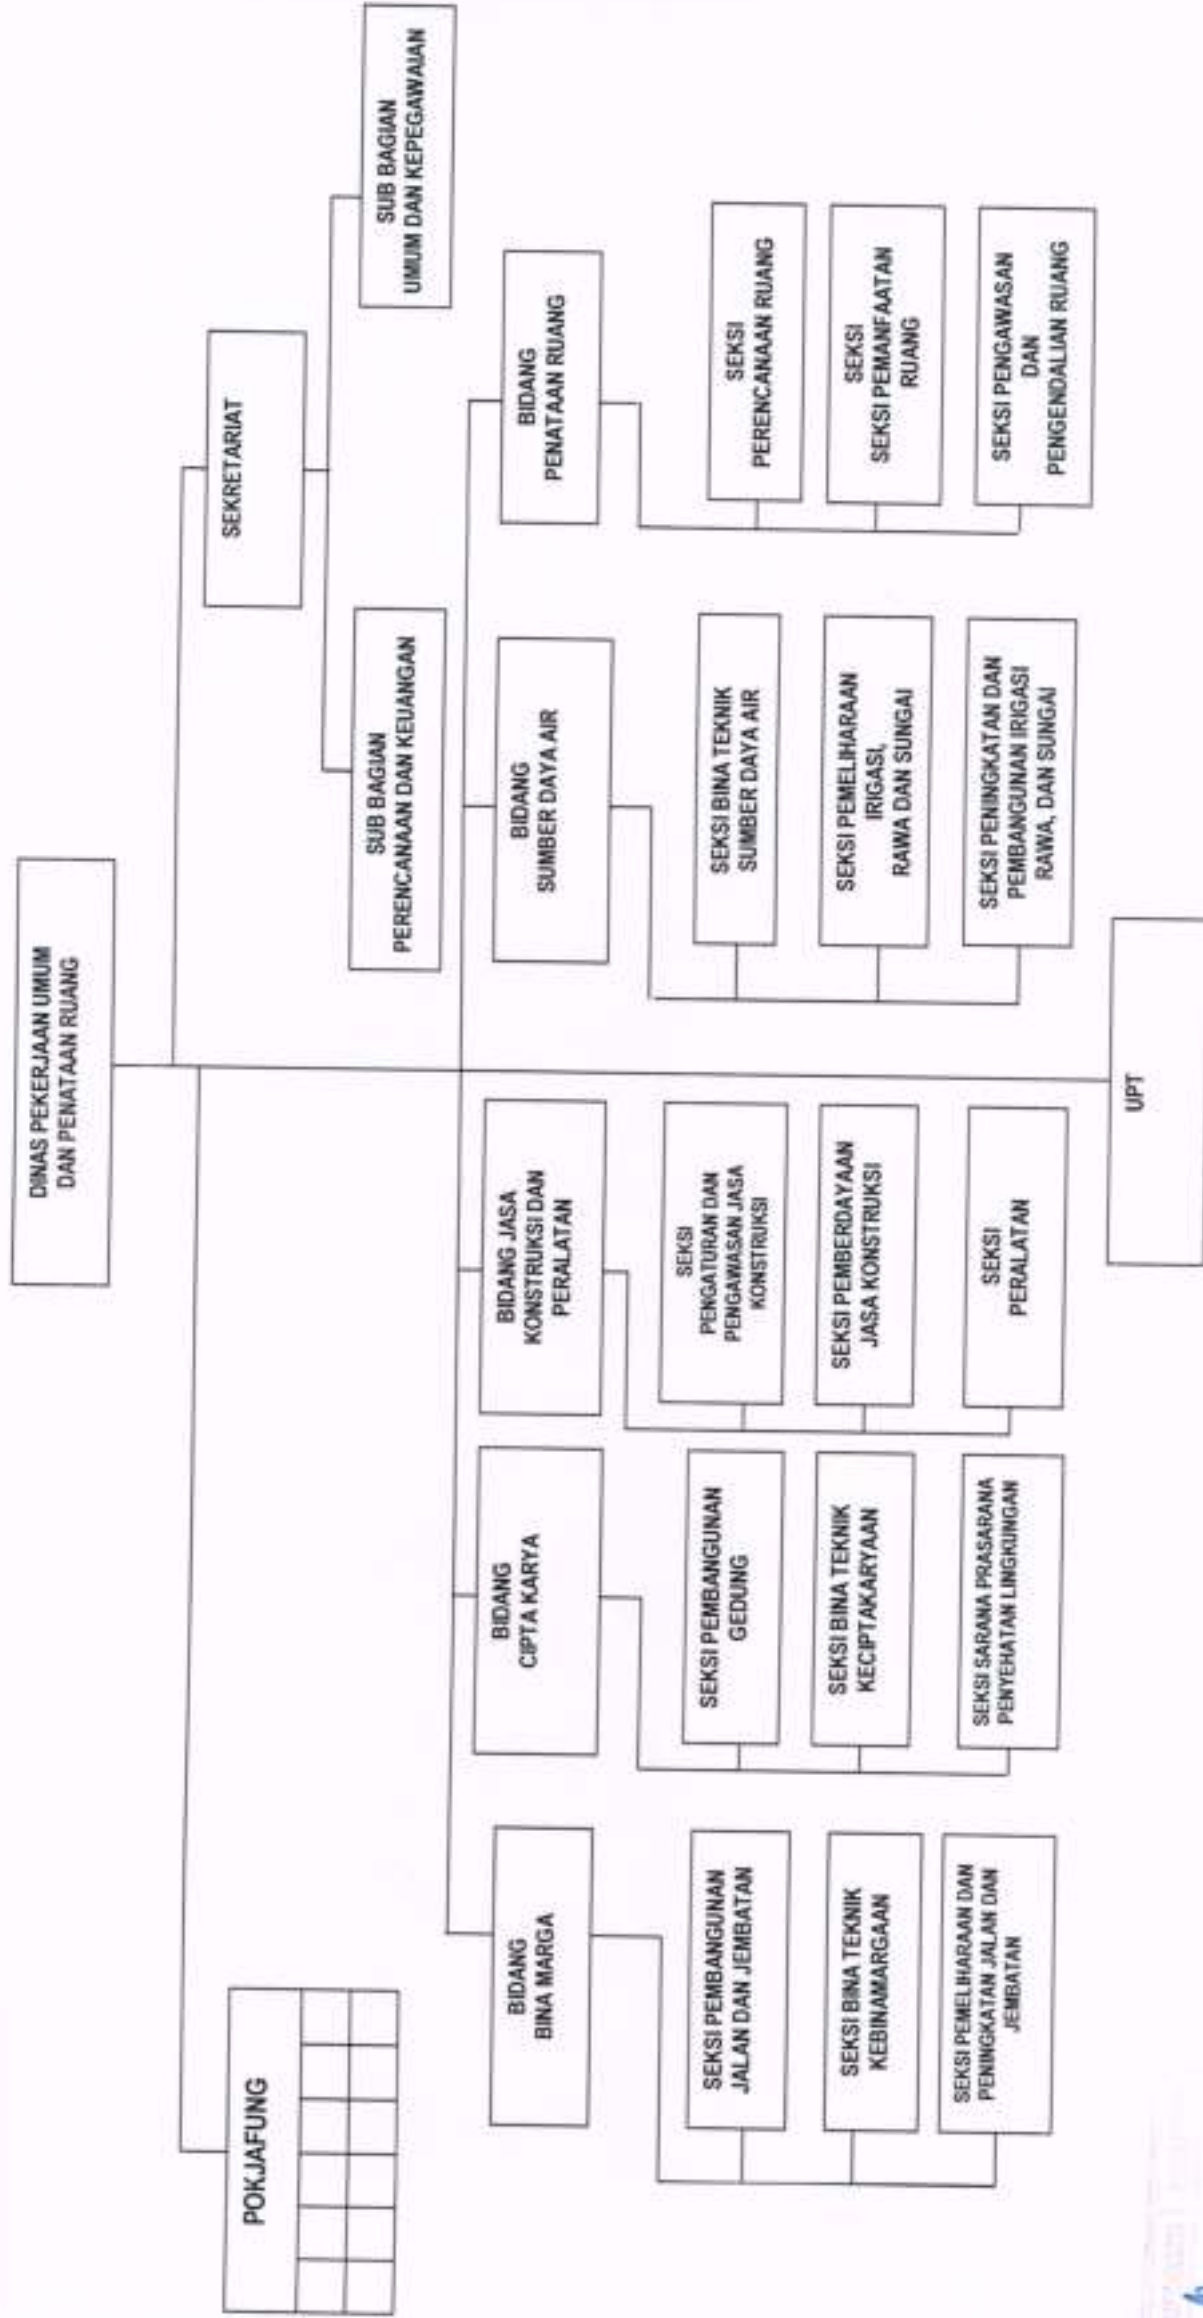 DINAS PEKERJAAN UMUM
DAN PENATAAN RUANG
POKJAFUNG
SEKRETARIAT
SUB BAGIAN
PERENCANAAN DAN KEUANGAN
SUB BAGIAN
UMUM DAN KEPEGAWAIAN
BIDANG
BINA MARGA
SEKSI PEMBANGUNAN
JALAN DAN JEMBATAN
SEKSI BINA TEKNIK
KEBINAMARGAAN
SEKSI PEMELIHARAAN DAN
PENINGKATAN JALAN DAN
JEMBATAN
BIDANG
CIPTA KARYA
SEKSI PEMBANGUNAN
GEDUNG
SEKSI BINA TEKNIK
KECIPTAKARYAAN
SEKSI SARANA PRASARANA
PENYEHATAN LINGKUNGAN
BIDANG JASA
KONSTRUKSI DAN
PERALATAN
SEKSI
PENGATURAN DAN
PENGAWASAN JASA
KONSTRUKSI
SEKSI PEMBERDAYAAN
JASA KONSTRUKSI
SEKSI
PERALATAN
BIDANG
SUMBER DAYA AIR
SEKSI BINA TEKNIK
SUMBER DAYA AIR
SEKSI PEMELIHARAAN
IRIGASI,
RAWA DAN SUNGAI
SEKSI PENINGKATAN DAN
PEMBANGUNAN IRIGASI
RAWA, DAN SUNGAI
BIDANG
PENATAAN RUANG
SEKSI
PERENCANAAN RUANG
SEKSI
SEKSI PEMANFAATAN
RUANG
SEKSI PENGAWASAN
DAN
PENGENDALIAN RUANG
UPT